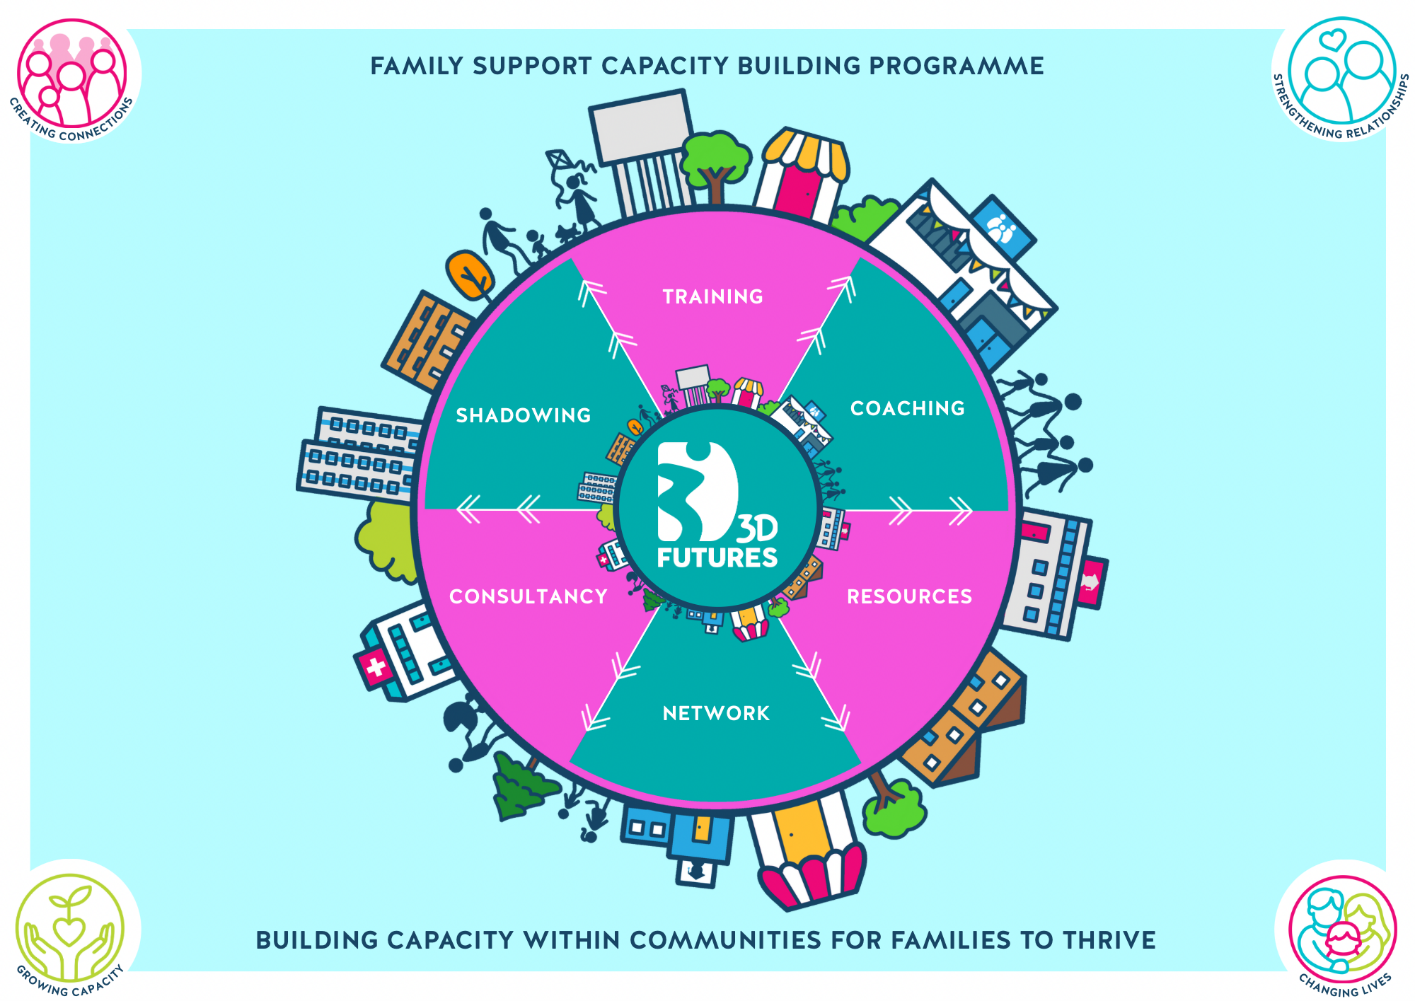 FAMILY SUPPORT CAPACITY BUILDING PROGRAMME
CREATING CONNECTIONS
STRENGTHENING RELATIONSHIPS
TRAINING
SHADOWING
COACHING
3D
FUTURES
CONSULTANCY
RESOURCES
NETWORK
BUILDING CAPACITY WITHIN COMMUNITIES FOR FAMILIES TO THRIVE
GROWING CAPACITY
CHANGING LIVES